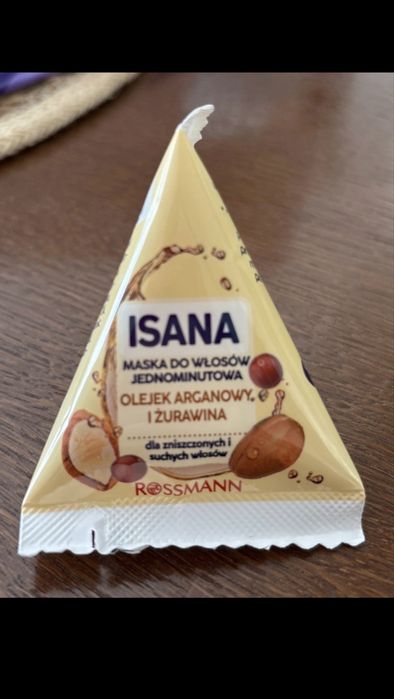 ISANA
MASKA DO WŁOSÓW
JEDNOMINUTOWA
OLEJEK ARGANOWY
I ŻURAWINA
dla zniszczonych i
suchych włosów
ROSSMANN